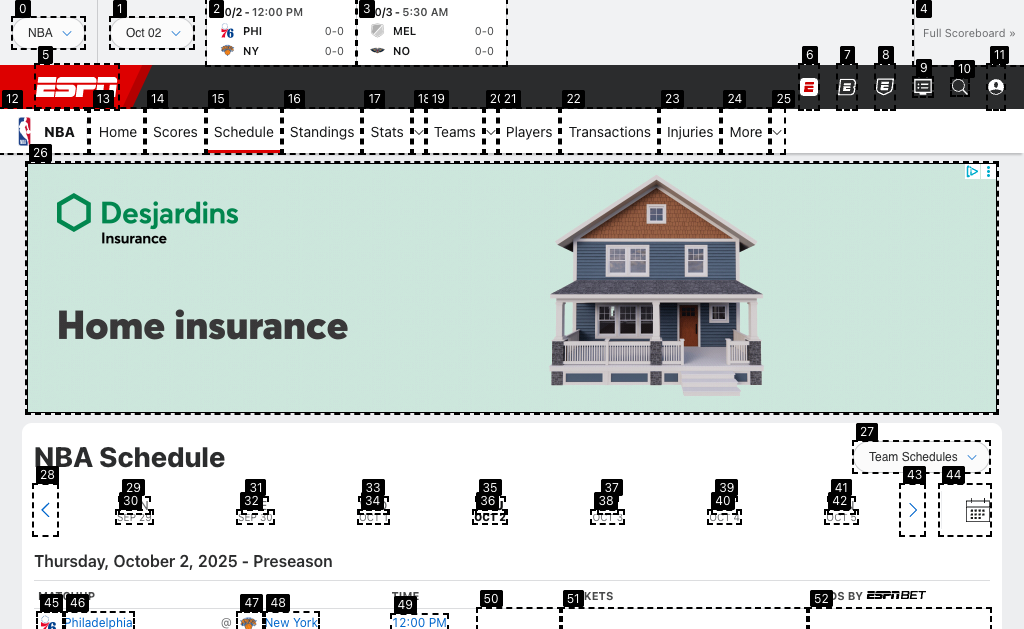 0 1 2 3 4
NBA
Oct 02
0/2 - 12:00 PM
PHI 0-0
NY 0-0
0/3 - 5:30 AM
MEL 0-0
NO 0-0
Full Scoreboard »
5 6 7 8 9 10 11
ESPN
12 13 14 15 16 17 18 19 20 21 22 23 24 25
NBA Home Scores Schedule Standings Stats Teams Players Transactions Injuries More
26
Desjardins
Insurance
Home insurance
27
NBA Schedule
Team Schedules
28 29 31 33 35 37 39 41 43 44
30 32 34 36 38 40 42
SEP 29 SEP 30 OCT 1 OCT 2 OCT 3 OCT 4 OCT 5
Thursday, October 2, 2025 - Preseason
MATCHUP TIME KETS DS BY ESPN BET
45 46 47 48 49 50 51 52
Philadelphia @ New York 12:00 PM